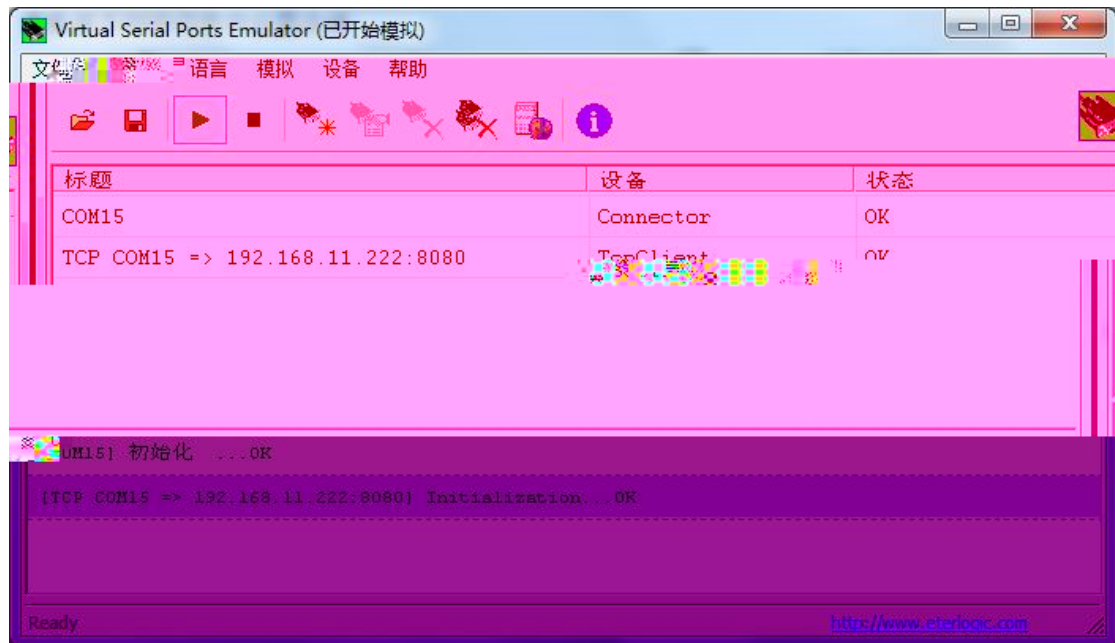 Virtual Serial Ports Emulator (已开始模拟)
语言 模拟 设备 帮助
标题 设备 状态
COM15 Connector OK
TCP COM15 => 192.168.11.222:8080 TcpClient OK
初始化 ...OK
[TCP COM15 => 192.168.11.222:8080] Initialization...OK
Ready http://www.eterlogic.com